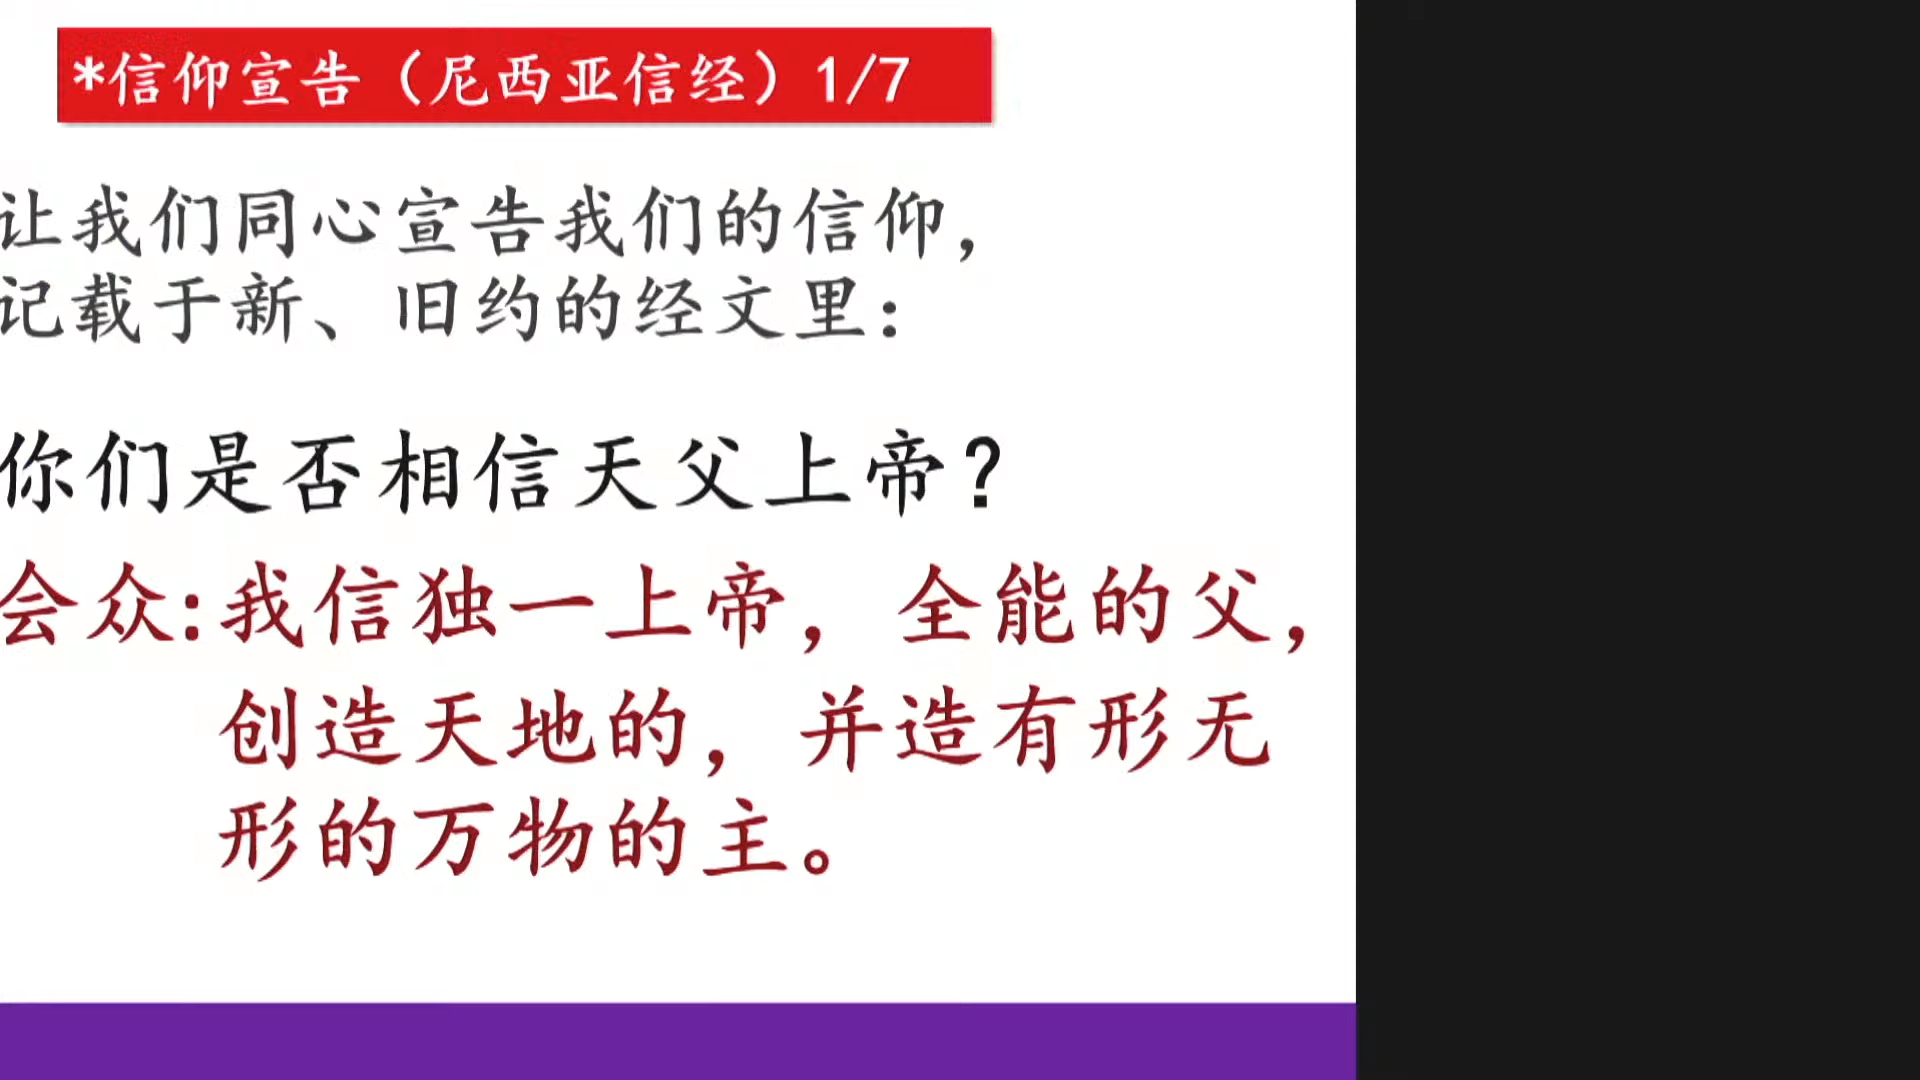 *信仰宣告（尼西亚信经）1/7
让我们同心宣告我们的信仰，
记载于新、旧约的经文里：
你们是否相信天父上帝？
会众:我信独一上帝，全能的父，
创造天地的，并造有形无
形的万物的主。